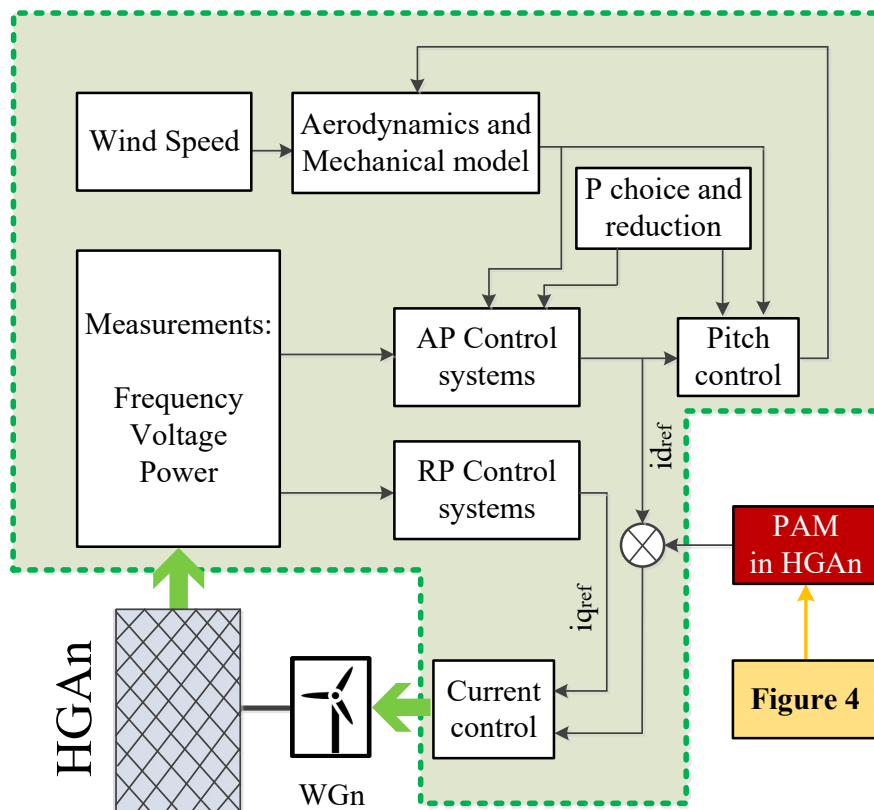 Wind Speed
Aerodynamics and
Mechanical model
P choice and
reduction
Measurements:
Frequency
Voltage
Power
AP Control
systems
Pitch
control
RP Control
systems
idref
PAM
in HGAn
iqref
HGAn
Current
control
Figure 4
WGn